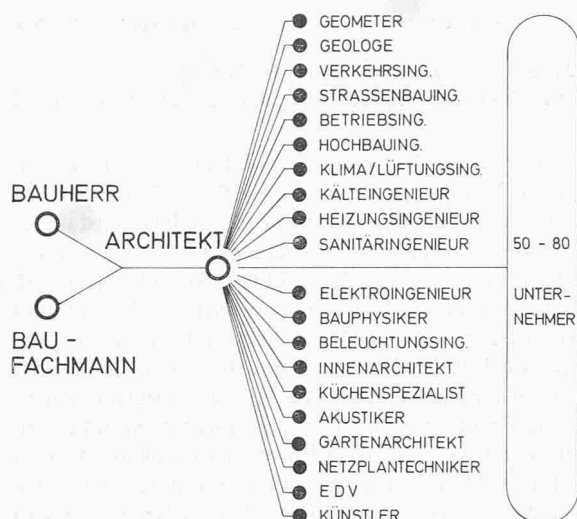 BAUHERR
BAU -
FACHMANN
ARCHITEKT
GEOMETER
GEOLOGE
VERKEHRSING.
STRASSENBAUING.
BETRIEBSING.
HOCHBAUING.
KLIMA/LÜFTUNGSING.
KÄLTEINGENIEUR
HEIZUNGSINGENIEUR
SANITÄRINGENIEUR
ELEKTROINGENIEUR
BAUPHYSIKER
BELEUCHTUNGSING.
INNENARCHITEKT
KÜCHENSPEZIALIST
AKUSTIKER
GARTENARCHITEKT
NETZPLANTECHNIKER
EDV
KÜNSTLER
50 - 80
UNTER-
NEHMER